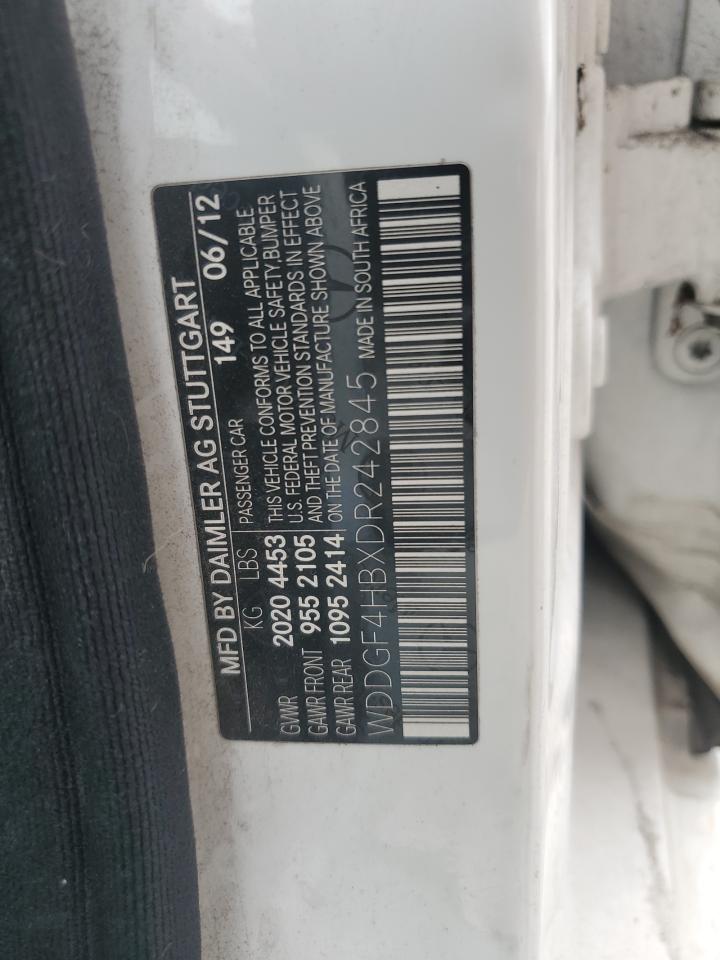 MFD BY DAIMLER AG STUTTGART
149 06/12
KG LBS
PASSENGER CAR
GVWR 2020 4453
GAWR FRONT 955 2105
GAWR REAR 1095 2414
THIS VEHICLE CONFORMS TO ALL APPLICABLE
U.S. FEDERAL MOTOR VEHICLE SAFETY/BUMPER
AND THEFT PREVENTION STANDARDS IN EFFECT
ON THE DATE OF MANUFACTURE SHOWN ABOVE
WDDGF4HBXDR242845 MADE IN SOUTH AFRICA